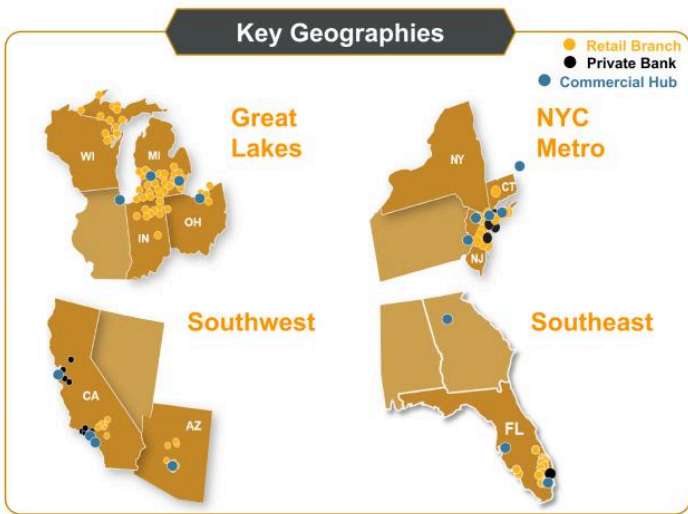 Key Geographies
Retail Branch
Private Bank
Commercial Hub
Great
Lakes
WI
MI
IN
OH
NYC
Metro
NY
CT
NJ
Southwest
CA
AZ
Southeast
FL